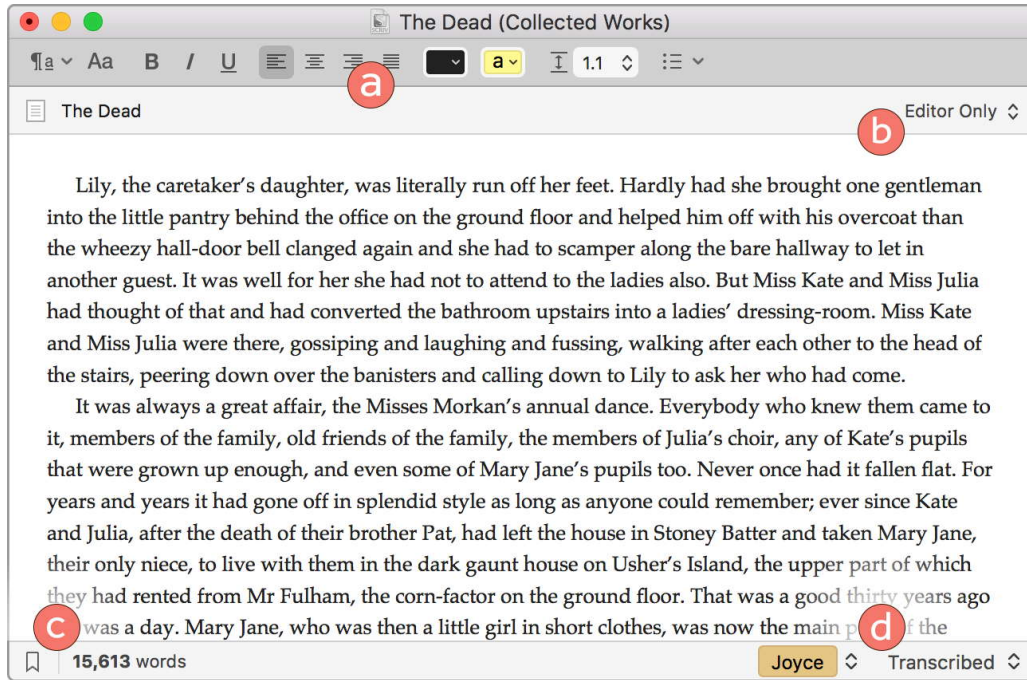 The Dead (Collected Works)
¶a Aa B I U a 1.1
a
The Dead
Editor Only
b
Lily, the caretaker’s daughter, was literally run off her feet. Hardly had she brought one gentleman
into the little pantry behind the office on the ground floor and helped him off with his overcoat than
the wheezy hall-door bell clanged again and she had to scamper along the bare hallway to let in
another guest. It was well for her she had not to attend to the ladies also. But Miss Kate and Miss Julia
had thought of that and had converted the bathroom upstairs into a ladies’ dressing-room. Miss Kate
and Miss Julia were there, gossiping and laughing and fussing, walking after each other to the head of
the stairs, peering down over the banisters and calling down to Lily to ask her who had come.
It was always a great affair, the Misses Morkan’s annual dance. Everybody who knew them came to
it, members of the family, old friends of the family, the members of Julia’s choir, any of Kate’s pupils
that were grown up enough, and even some of Mary Jane’s pupils too. Never once had it fallen flat. For
years and years it had gone off in splendid style as long as anyone could remember; ever since Kate
and Julia, after the death of their brother Pat, had left the house in Stoney Batter and taken Mary Jane,
their only niece, to live with them in the dark gaunt house on Usher’s Island, the upper part of which
they had rented from Mr Fulham, the corn-factor on the ground floor. That was a good thirty years ago
c was a day. Mary Jane, who was then a little girl in short clothes, was now the main d of the
15,613 words
Joyce
Transcribed